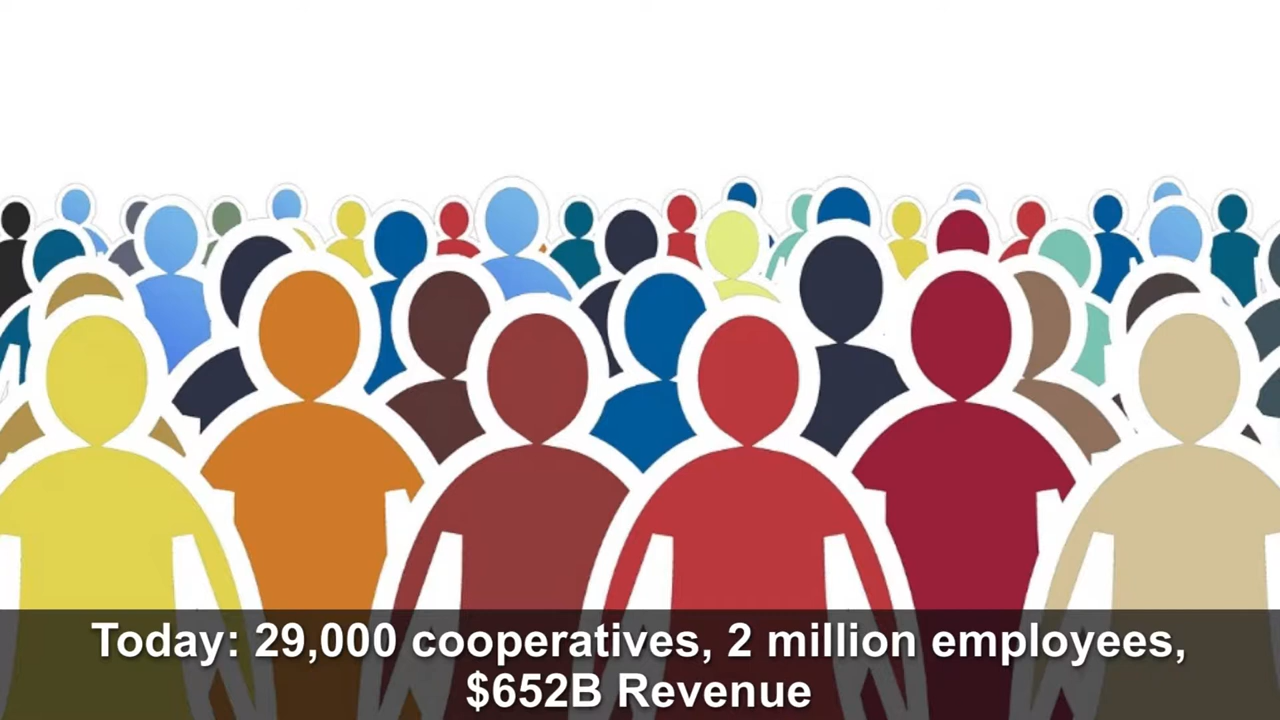 Today: 29,000 cooperatives, 2 million employees,
$652B Revenue